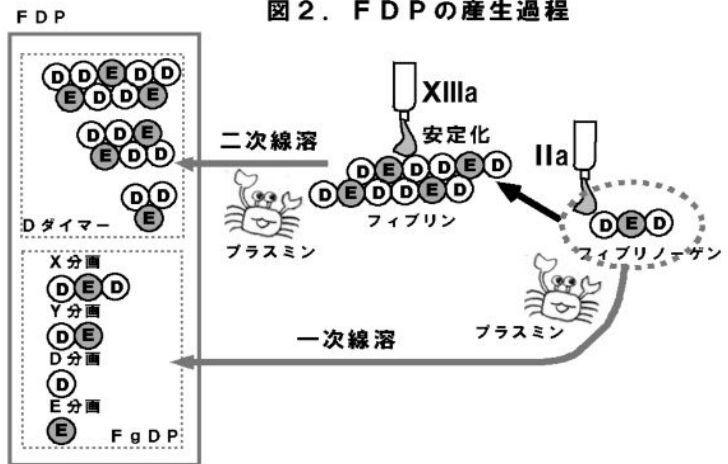 図２．ＦＤＰの産生過程
ＦＤＰ
D D E D D
E D D E
D D E
E D D
D D
E
Ｄダイマー
二次線溶
プラスミン
XIIIa
安定化
D E D D E D
D E D D E D
フィブリン
IIa
D E D
フィブリノーゲン
プラスミン
一次線溶
Ｘ分画
D E D
Ｙ分画
D E
Ｄ分画
D
Ｅ分画
E
ＦｇＤＰ